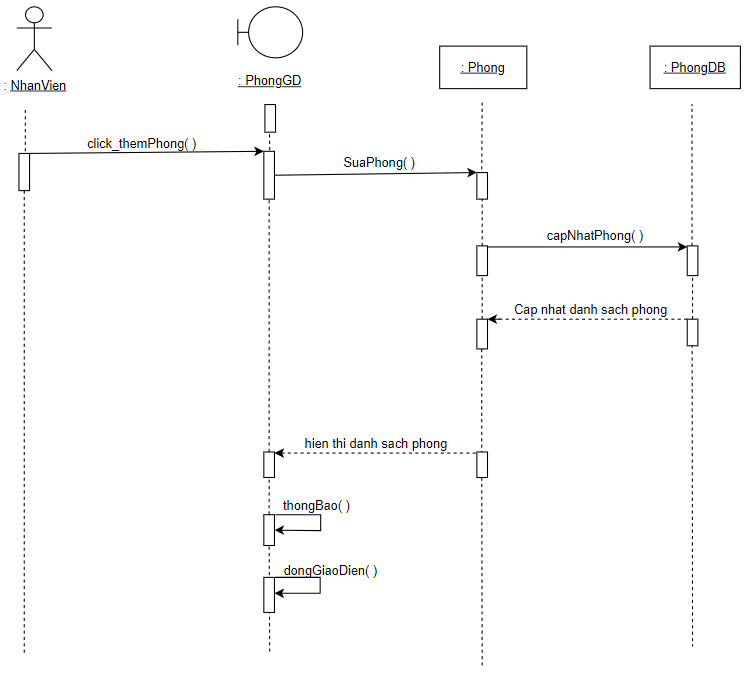 : NhanVien
: PhongGD
: Phong
: PhongDB
click_themPhong( )
SuaPhong( )
capNhatPhong( )
Cap nhat danh sach phong
hien thi danh sach phong
thongBao( )
dongGiaoDien( )